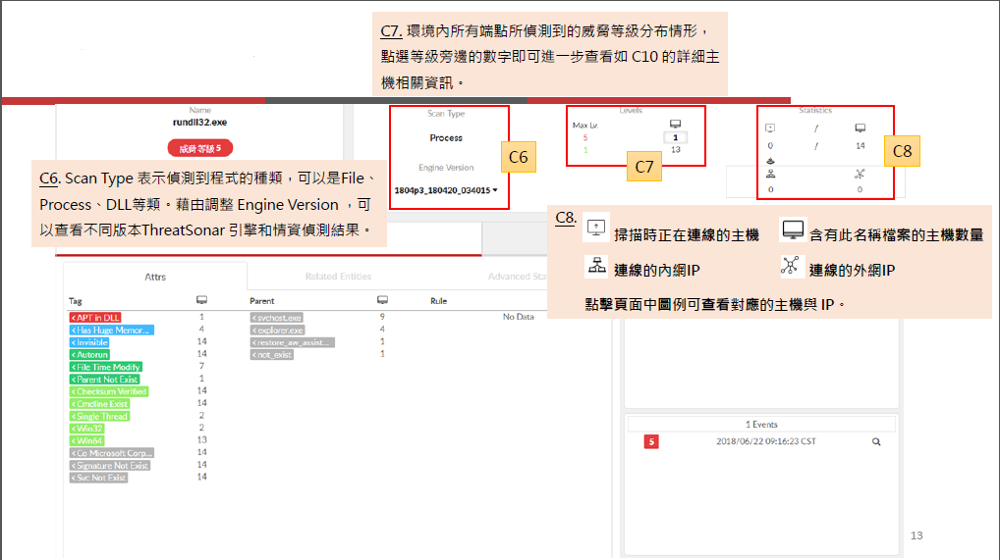 C7. 環境內所有端點所偵測到的威脅等級分布情形，
點選等級旁邊的數字即可進一步查看如 C10 的詳細主
機相關資訊。
Name
rundll32.exe
威脅等級 5
Scan Type
Process
Engine Version
1804p3_180420_034015
C6
Levels
Max Lv.
5 1
1 13
C7
Statistics
/
0 / 14
0 0
C8
C6. Scan Type 表示偵測到程式的種類，可以是File、
Process、DLL等類。藉由調整 Engine Version ，可
以查看不同版本ThreatSonar 引擎和情資偵測結果。
C8.
掃描時正在連線的主機 含有此名稱檔案的主機數量
連線的內網IP 連線的外網IP
點擊頁面中圖例可查看對應的主機與 IP。
Attrs Related Entities Advanced Sta
Tag Parent Rule
APT in DLL 1 svchost.exe 9 No Data
Has Huge Memor... 4 explorer.exe 4
Invisible 14 restore_aw_assist... 1
Autorun 14 not_exist 1
File Time Modify 7
Parent Not Exist 1
Checksum Verified 14
Cmdline Exist 14
Single Thread 2
Win32 2
Win64 13
Co Microsoft Corp... 14
Signature Not Exist 14
Svc Not Exist 14
1 Events
5 2018/06/22 09:16:23 CST
13